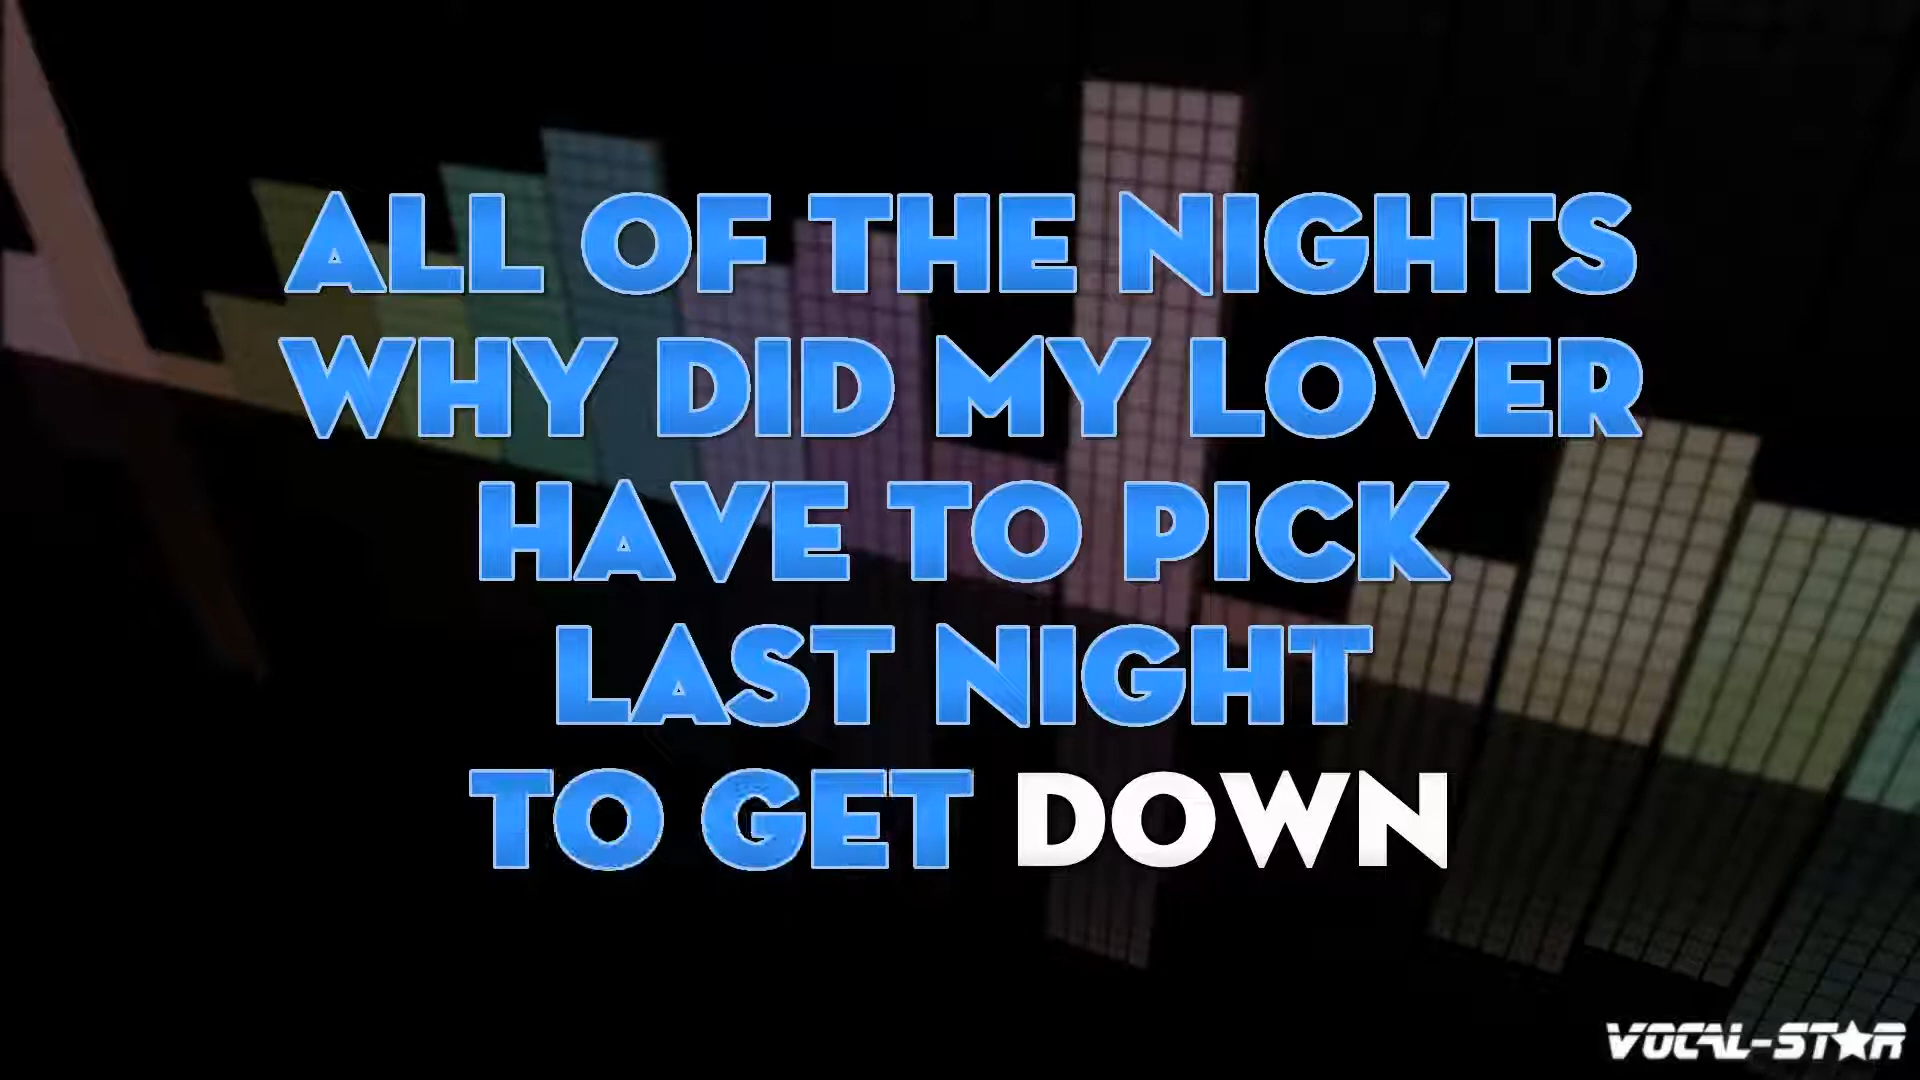 ALL OF THE NIGHTS
WHY DID MY LOVER
HAVE TO PICK
LAST NIGHT
TO GET DOWN
VOCAL-STAR